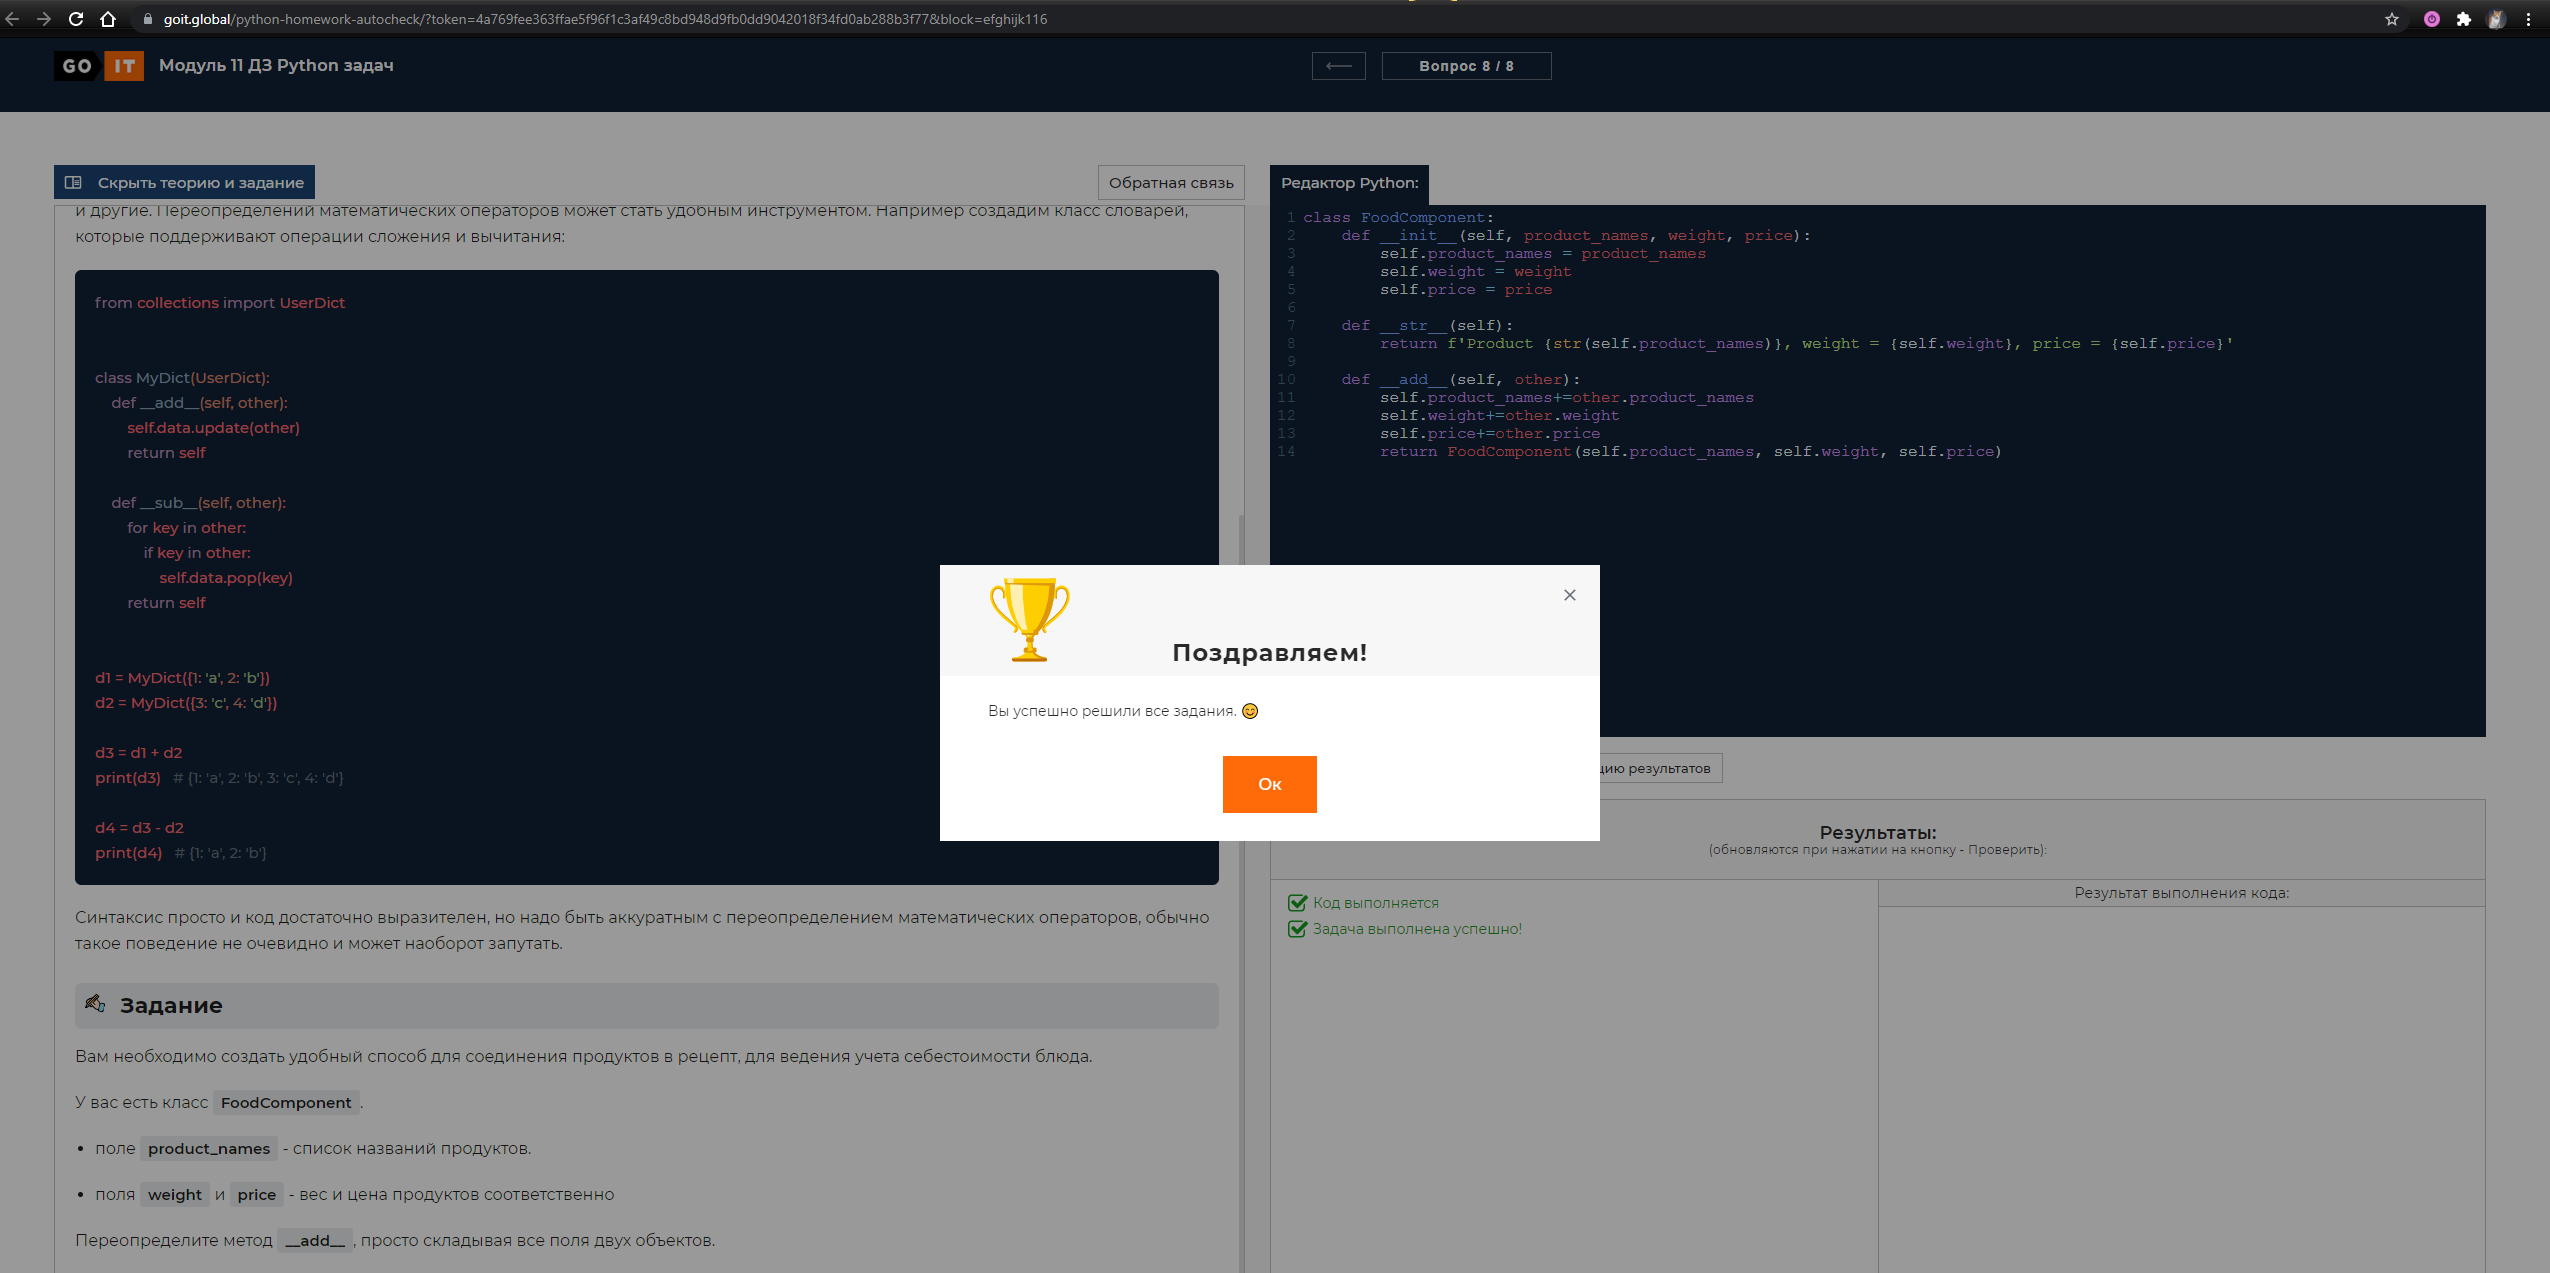 goit.global/python-homework-autocheck/?token=4a769fee363ffae5f96f1c3af49c8bd948d9fb0dd9042018f34fd0ab288b3f77&block=efghijk116
GO IT Модуль 11 ДЗ Python задач
Вопрос 8 / 8
Скрыть теорию и задание
Обратная связь
и другие. Переопределений математических операторов может стать удобным инструментом. Например создадим класс словарей,
которые поддерживают операции сложения и вычитания:
from collections import UserDict
class MyDict(UserDict):
def __add__(self, other):
self.data.update(other)
return self
def __sub__(self, other):
for key in other:
if key in other:
self.data.pop(key)
return self
d1 = MyDict({1: 'a', 2: 'b'})
d2 = MyDict({3: 'c', 4: 'd'})
d3 = d1 + d2
print(d3) # {1: 'a', 2: 'b', 3: 'c', 4: 'd'}
d4 = d3 - d2
print(d4) # {1: 'a', 2: 'b'}
Синтаксис просто и код достаточно выразителен, но надо быть аккуратным с переопределением математических операторов, обычно
такое поведение не очевидно и может наоборот запутать.
Задание
Вам необходимо создать удобный способ для соединения продуктов в рецепт, для ведения учета себестоимости блюда.
У вас есть класс FoodComponent.
• поле product_names - список названий продуктов.
• поля weight и price - вес и цена продуктов соответственно
Переопределите метод __add__, просто складывая все поля двух объектов.
Редактор Python:
1 class FoodComponent:
2 def __init__(self, product_names, weight, price):
3 self.product_names = product_names
4 self.weight = weight
5 self.price = price
6
7 def __str__(self):
8 return f'Product {str(self.product_names)}, weight = {self.weight}, price = {self.price}'
9
10 def __add__(self, other):
11 self.product_names+=other.product_names
12 self.weight+=other.weight
13 self.price+=other.price
14 return FoodComponent(self.product_names, self.weight, self.price)
Поздравляем!
Вы успешно решили все задания. 😊
Ок
результатов
Результаты:
(обновляются при нажатии на кнопку - Проверить):
Код выполняется
Задача выполнена успешно!
Результат выполнения кода: